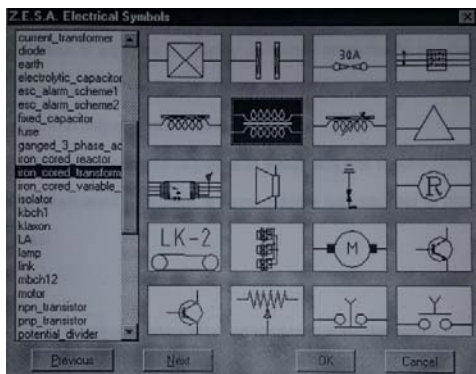 Z.E.S.A. Electrical Symbols
current_transformer
diode
earth
electrolytic_capacitor
esc_alarm_scheme1
esc_alarm_scheme2
fixed_capacitor
fuse
ganged_3_phase_ac
iron_cored_reactor
iron_cored_transform
iron_cored_variable_
isolator
kbch1
klaxon
LA
lamp
link
mbch12
motor
npn_transistor
pnp_transistor
potential_divider
30A
R
LK-2
M
Previous
Next
OK
Cancel